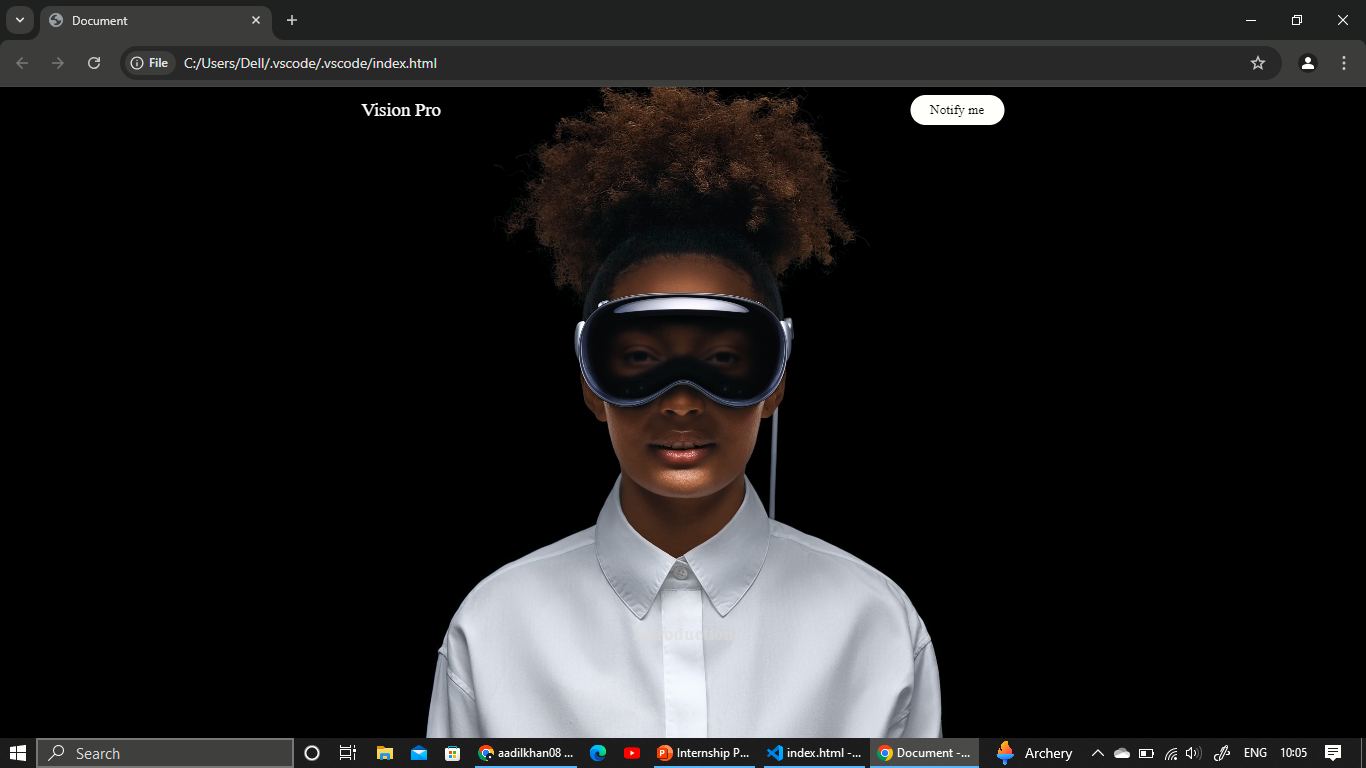 Document
File
C:/Users/Dell/.vscode/.vscode/index.html
Vision Pro
Notify me
Search
aadilkhan08 ...
Internship P...
index.html -...
Document -...
Archery
ENG
10:05